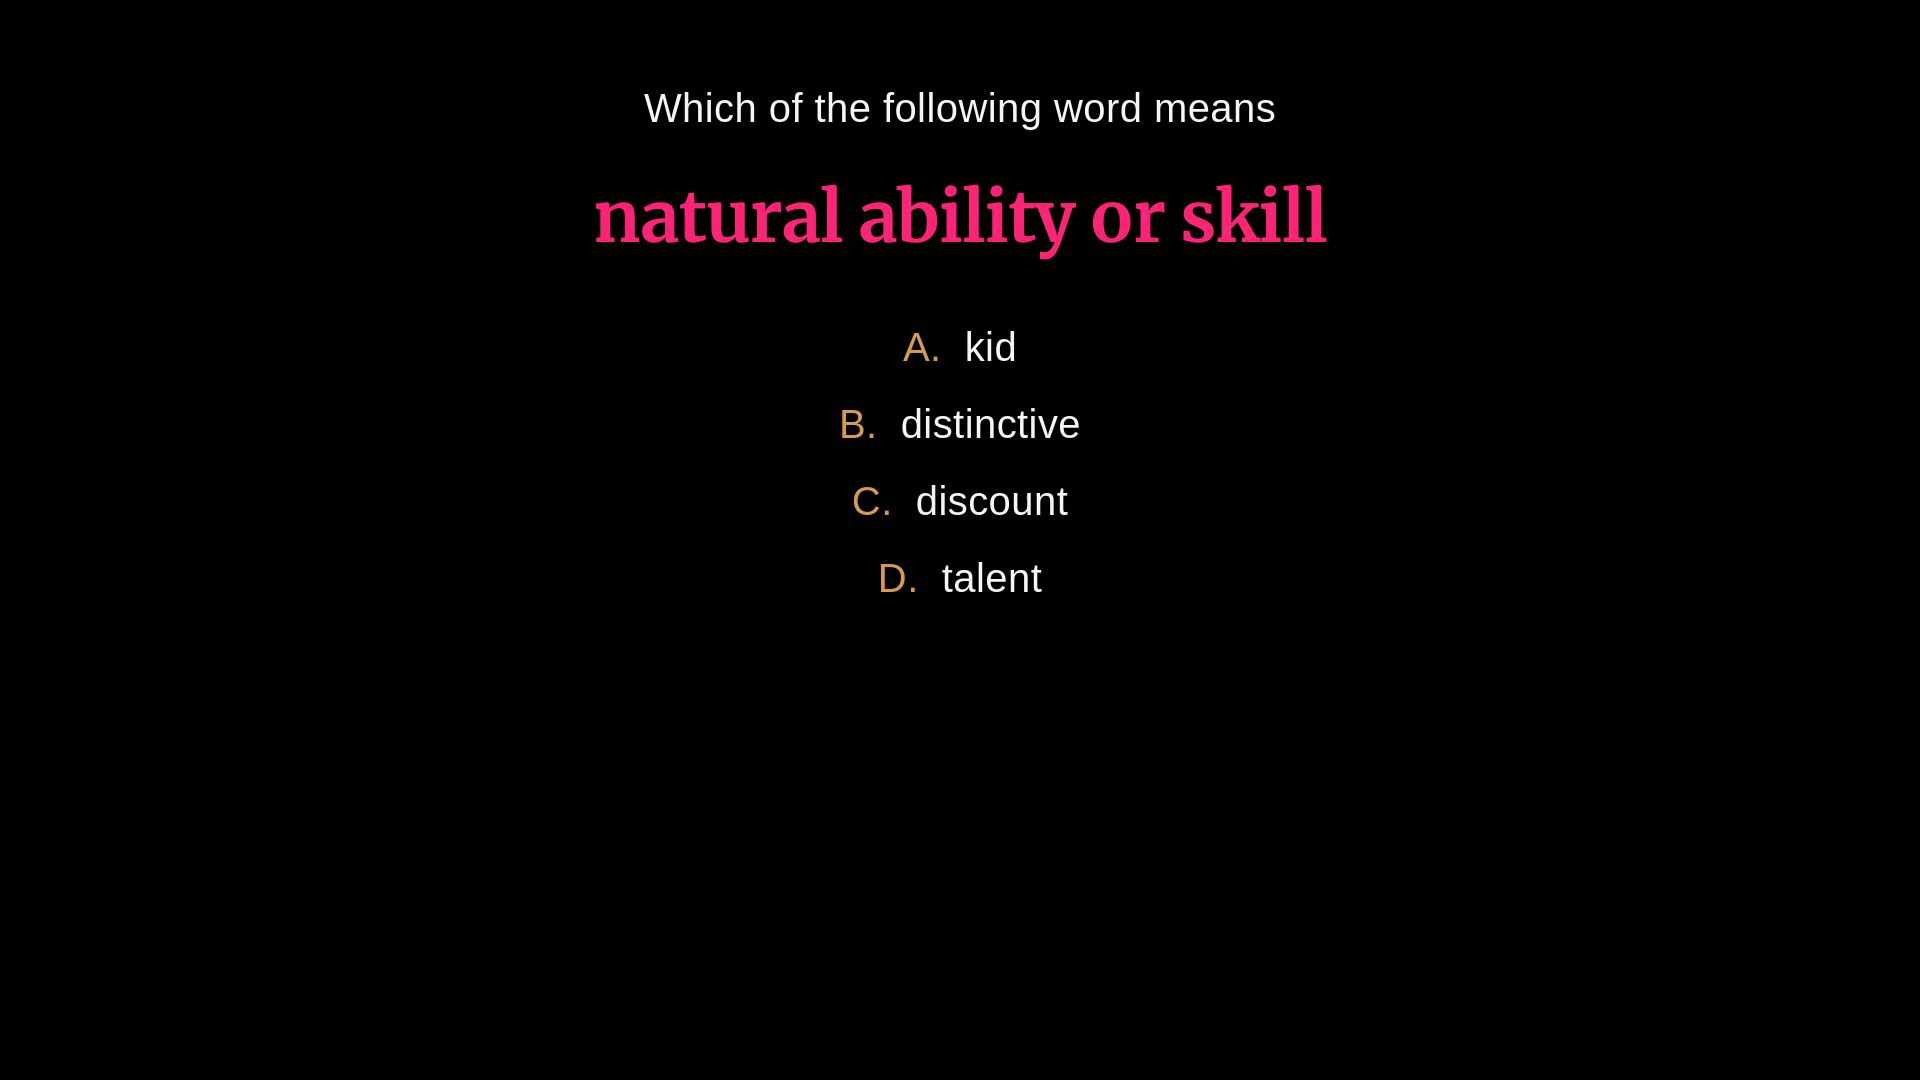 Which of the following word means
natural ability or skill
A. kid
B. distinctive
C. discount
D. talent